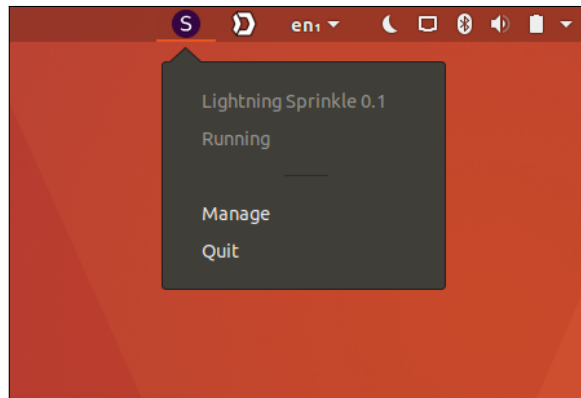 S en₁
Lightning Sprinkle 0.1
Running
Manage
Quit